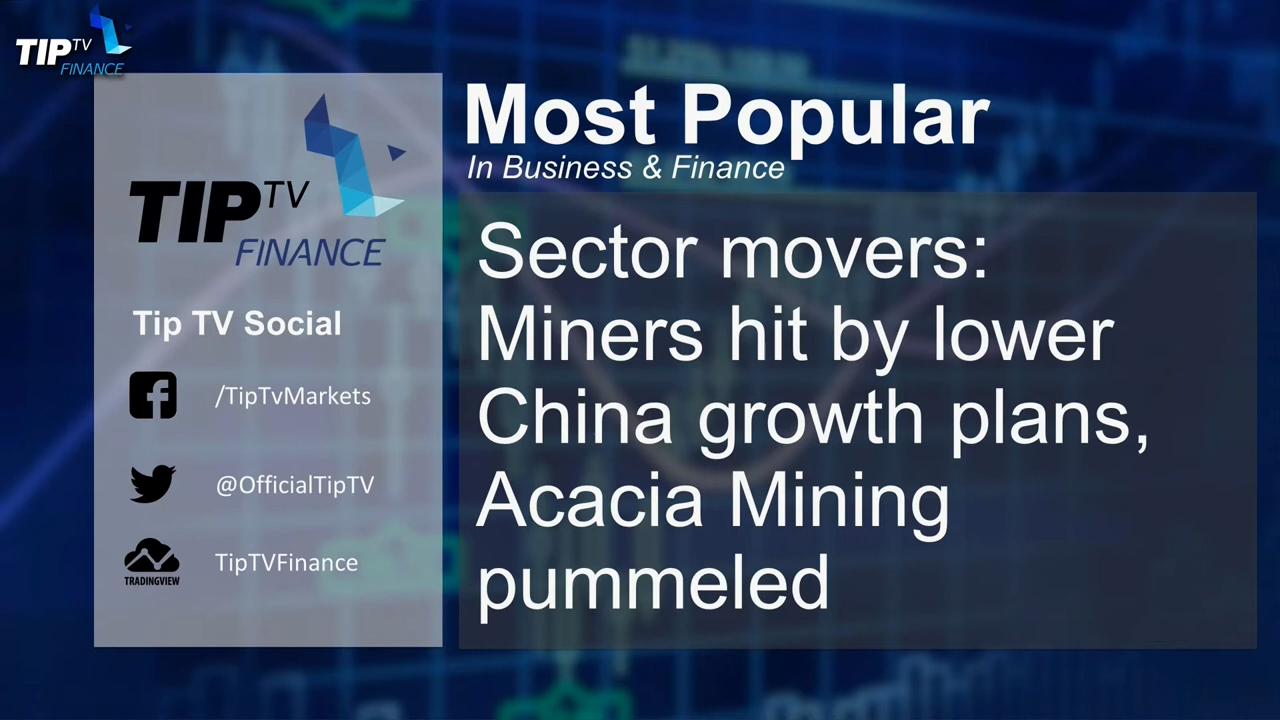 TIP TV
FINANCE
TIP TV
FINANCE
Tip TV Social
/TipTvMarkets
@OfficialTipTV
TRADINGVIEW
TipTVFinance
Most Popular
In Business & Finance
Sector movers:
Miners hit by lower
China growth plans,
Acacia Mining
pummeled